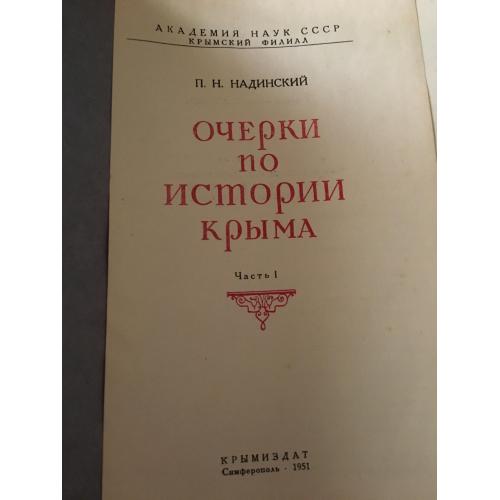 АКАДЕМИЯ НАУК СССР
КРЫМСКИЙ ФИЛИАЛ
П. Н. НАДИНСКИЙ
ОЧЕРКИ
ПО
ИСТОРИИ
КРЫМА
Часть I
КРЫМИЗДАТ
Симферополь · 1951